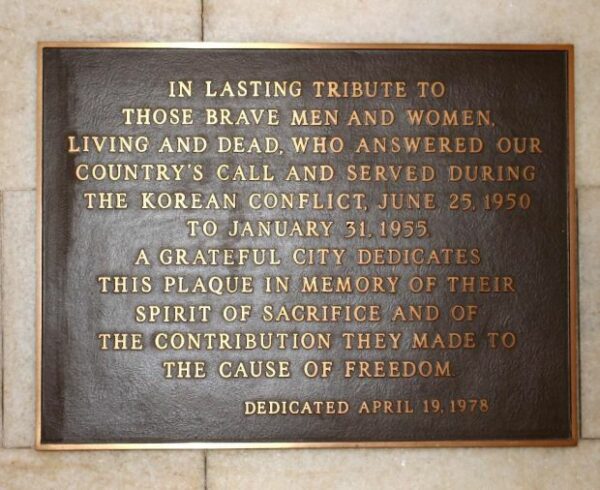 IN LASTING TRIBUTE TO
THOSE BRAVE MEN AND WOMEN,
LIVING AND DEAD, WHO ANSWERED OUR
COUNTRY'S CALL AND SERVED DURING
THE KOREAN CONFLICT, JUNE 25, 1950
TO JANUARY 31, 1955.
A GRATEFUL CITY DEDICATES
THIS PLAQUE IN MEMORY OF THEIR
SPIRIT OF SACRIFICE AND OF
THE CONTRIBUTION THEY MADE TO
THE CAUSE OF FREEDOM.
DEDICATED APRIL 19, 1978